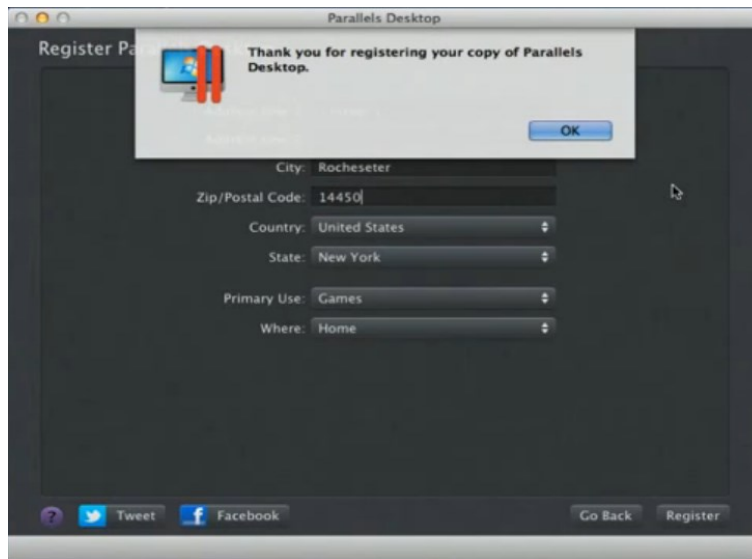 Parallels Desktop
Register Pa
Thank you for registering your copy of Parallels
Desktop.
OK
City: Rocheseter
Zip/Postal Code: 14450
Country: United States
State: New York
Primary Use: Games
Where: Home
? Tweet Facebook Go Back Register